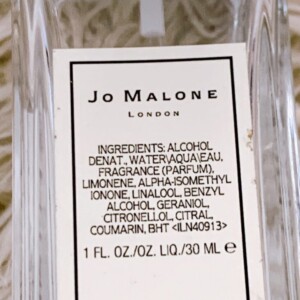 JO MALONE
LONDON
INGREDIENTS: ALCOHOL
DENAT., WATER\AQUA\EAU,
FRAGRANCE (PARFUM),
LIMONENE, ALPHA-ISOMETHYL
IONONE, LINALOOL, BENZYL
ALCOHOL, GERANIOL,
CITRONELLOL, CITRAL,
COUMARIN, BHT <ILN40913>
1 FL. OZ./OZ. LIQ./30 ML ℮